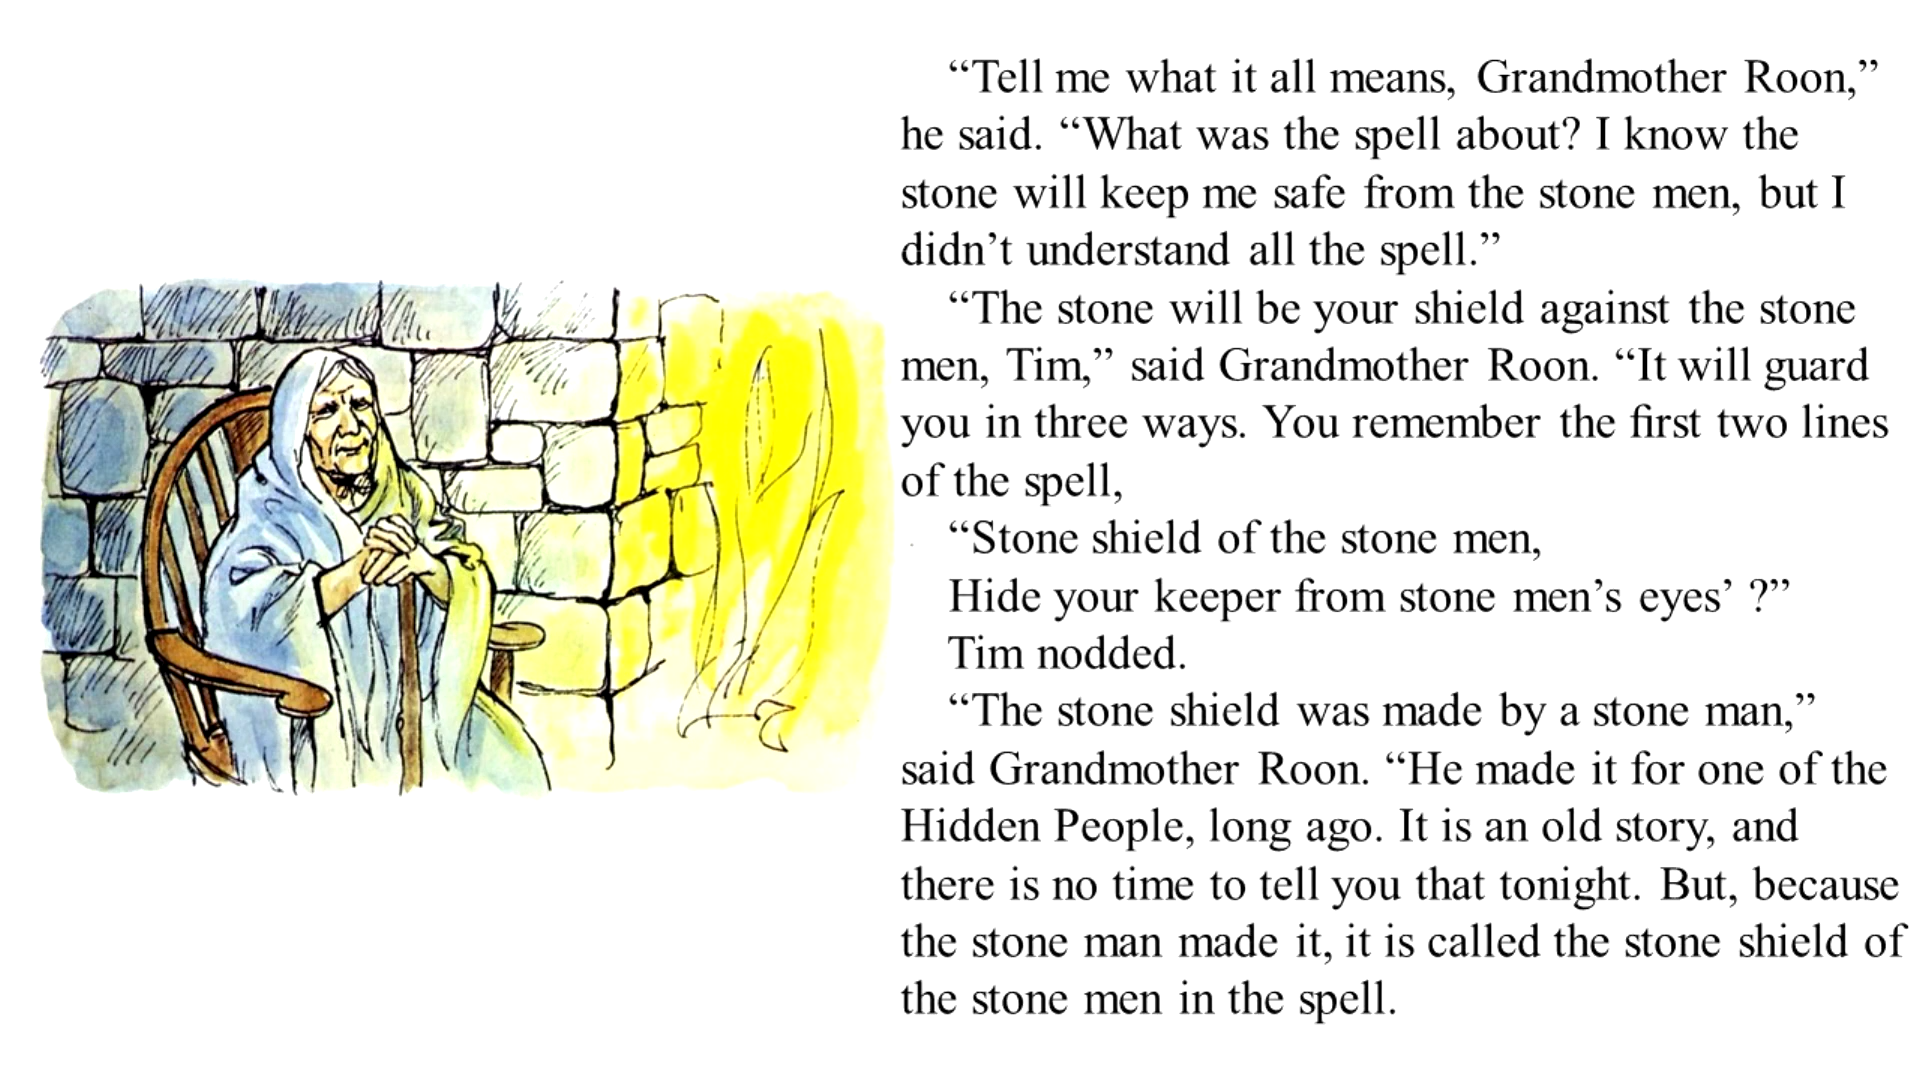 “Tell me what it all means, Grandmother Roon,”
he said. “What was the spell about? I know the
stone will keep me safe from the stone men, but I
didn’t understand all the spell.”
“The stone will be your shield against the stone
men, Tim,” said Grandmother Roon. “It will guard
you in three ways. You remember the first two lines
of the spell,
“Stone shield of the stone men,
Hide your keeper from stone men’s eyes’ ?”
Tim nodded.
“The stone shield was made by a stone man,”
said Grandmother Roon. “He made it for one of the
Hidden People, long ago. It is an old story, and
there is no time to tell you that tonight. But, because
the stone man made it, it is called the stone shield of
the stone men in the spell.